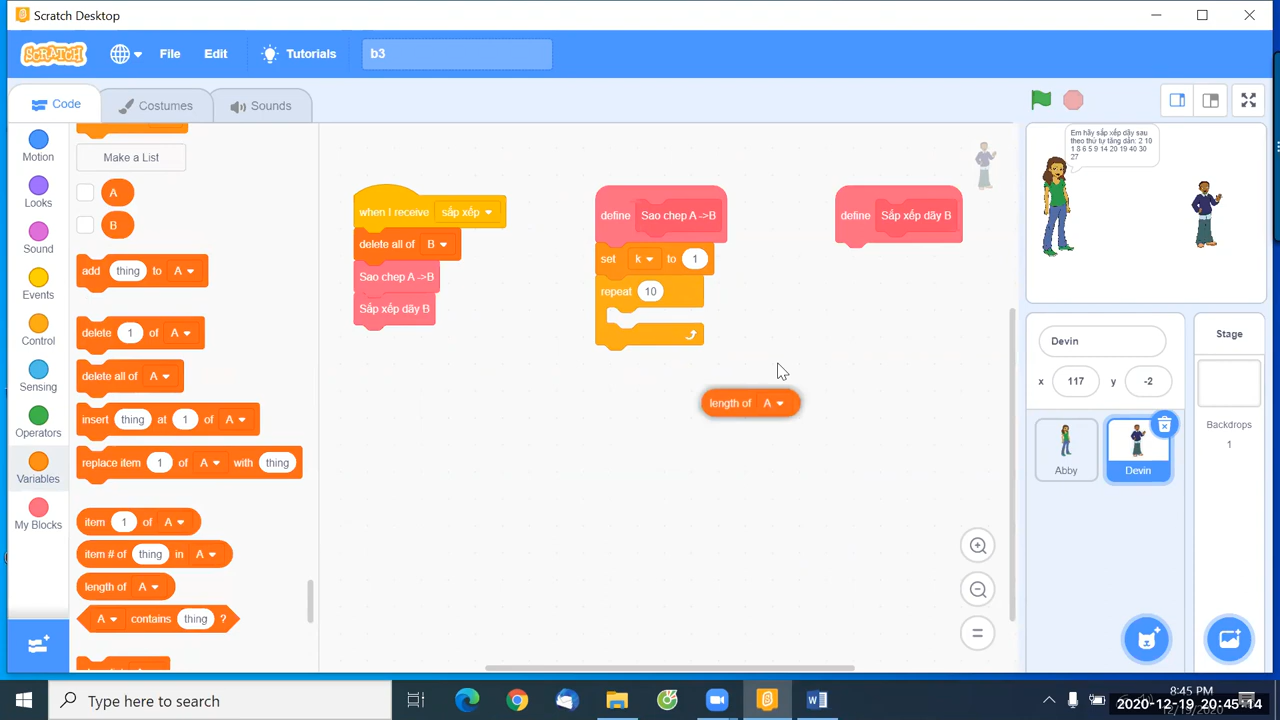 Scratch Desktop
SCRATCH
File
Edit
Tutorials
b3
Code
Costumes
Sounds
Motion
Looks
Sound
Events
Control
Sensing
Operators
Variables
My Blocks
Make a List
A
B
add thing to A
delete 1 of A
delete all of A
insert thing at 1 of A
replace item 1 of A with thing
item 1 of A
item # of thing in A
length of A
A contains thing ?
when I receive sắp xếp
delete all of B
Sao chep A ->B
Sắp xếp dãy B
define Sao chep A ->B
set k to 1
repeat 10
length of A
define Sắp xếp dãy B
Em hãy sắp xếp dãy sau
theo thứ tự tăng dần: 2 10
1 8 6 5 9 14 20 19 40 30
27
Devin
x 117 y -2
Abby
Devin
Stage
Backdrops
1
Type here to search
8:45 PM
2020-12-19 20:45:14